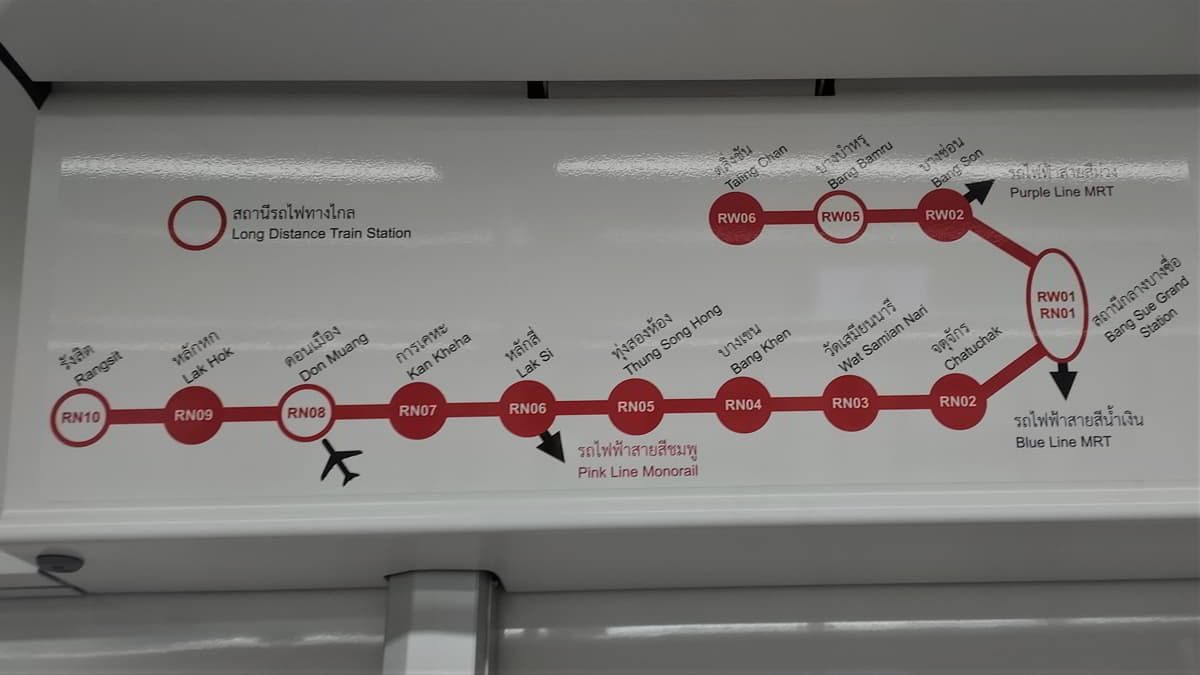 สถานีรถไฟทางไกล
Long Distance Train Station
ตลิ่งชัน
Taling Chan
RW06
บางบำหรุ
Bang Bamru
RW05
บางซ่อน
Bang Son
RW02
รถไฟฟ้าสายสีม่วง
Purple Line MRT
RW01
RN01
สถานีกลางบางซื่อ
Bang Sue Grand
Station
รถไฟฟ้าสายสีน้ำเงิน
Blue Line MRT
รังสิต
Rangsit
RN10
หลักหก
Lak Hok
RN09
ดอนเมือง
Don Muang
RN08
การเคหะ
Kan Kheha
RN07
หลักสี่
Lak Si
RN06
รถไฟฟ้าสายสีชมพู
Pink Line Monorail
ทุ่งสองห้อง
Thung Song Hong
RN05
บางเขน
Bang Khen
RN04
วัดเสมียนนารี
Wat Samian Nari
RN03
จตุจักร
Chatuchak
RN02